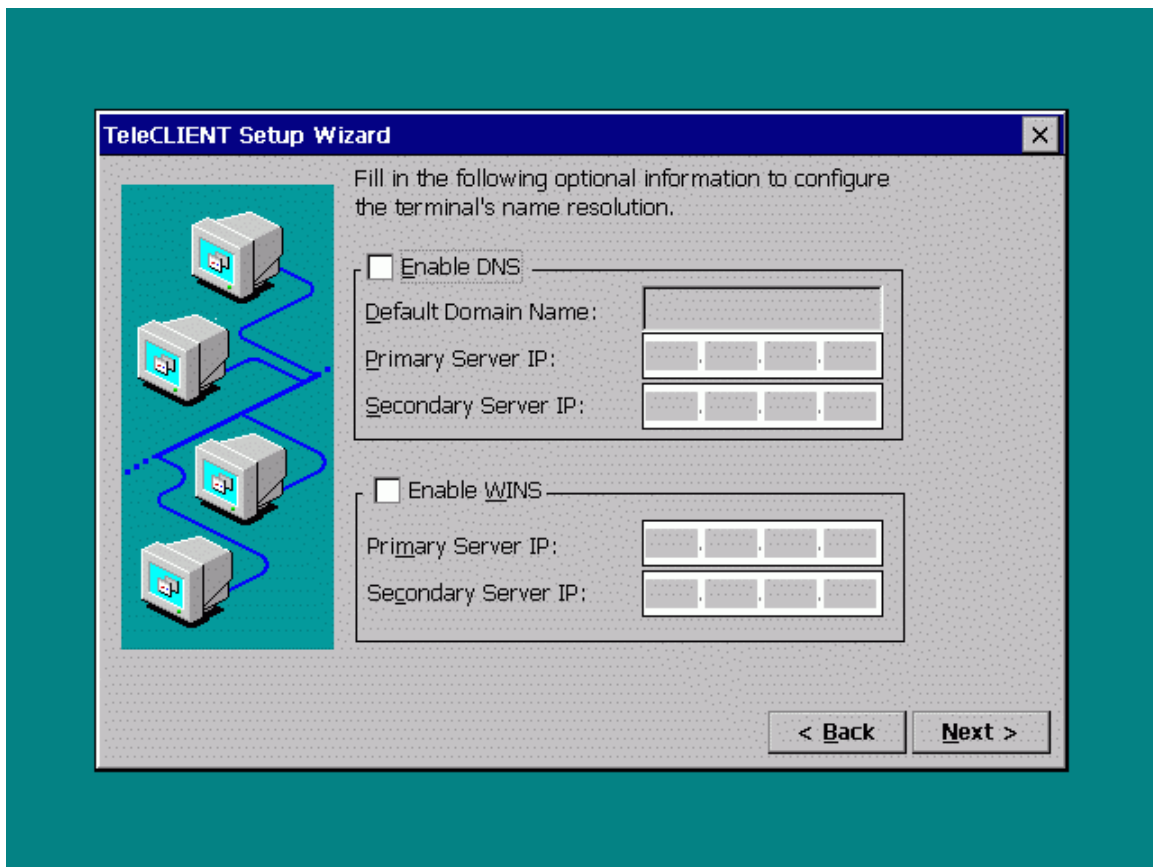 TeleCLIENT Setup Wizard
Fill in the following optional information to configure
the terminal's name resolution.
Enable DNS
Default Domain Name:
Primary Server IP:
Secondary Server IP:
Enable WINS
Primary Server IP:
Secondary Server IP:
< Back Next >